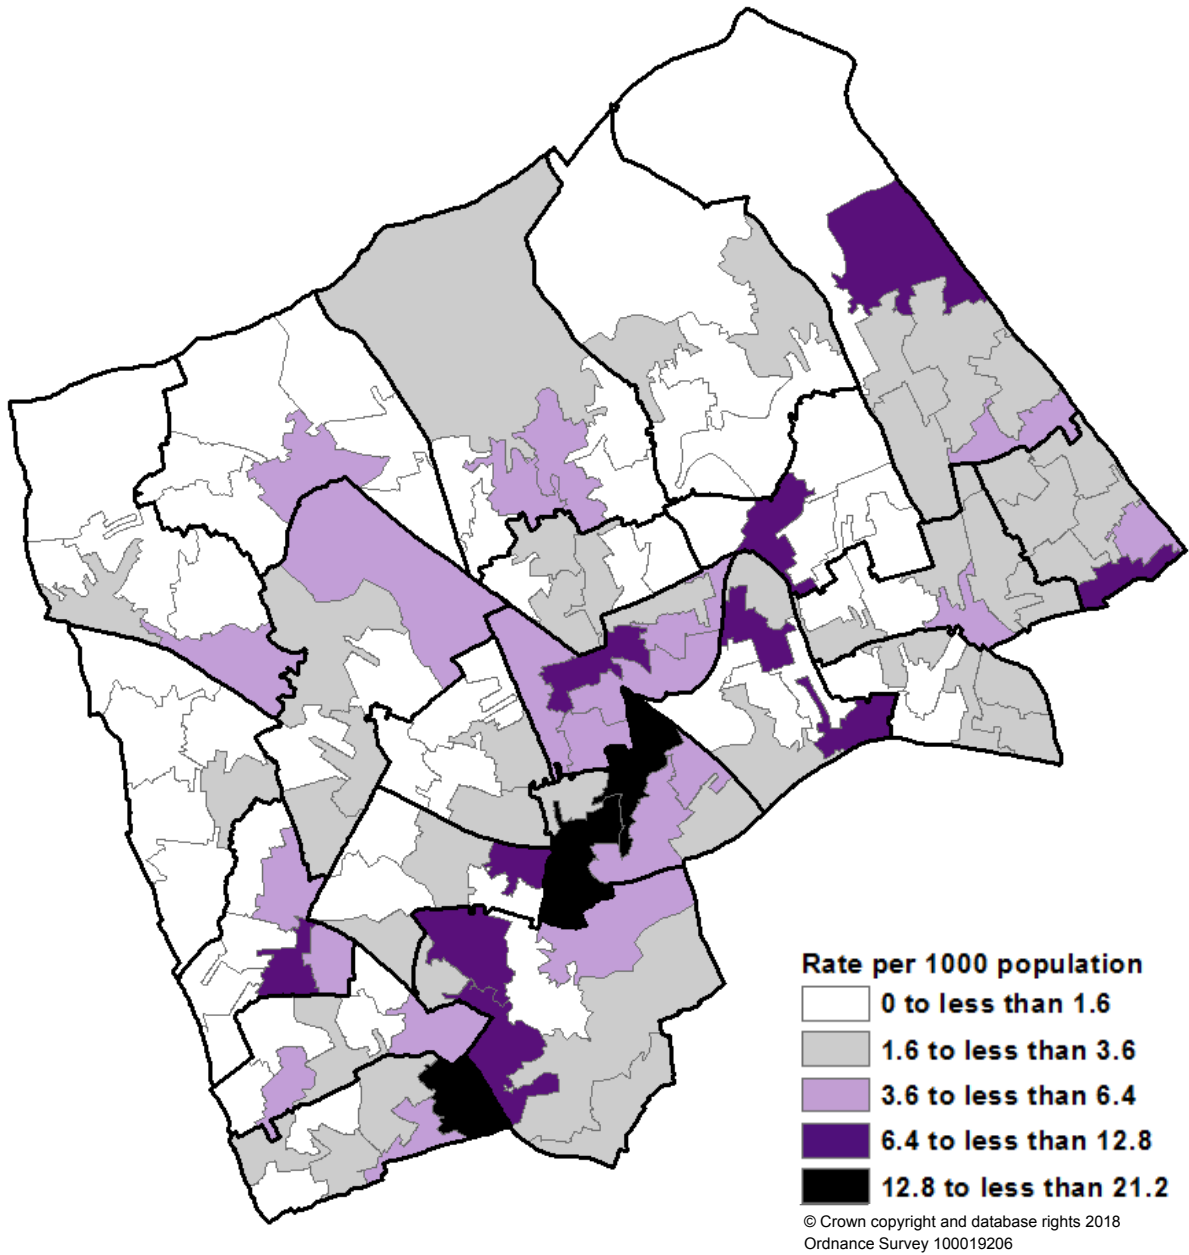 Rate per 1000 population
0 to less than 1.6
1.6 to less than 3.6
3.6 to less than 6.4
6.4 to less than 12.8
12.8 to less than 21.2
© Crown copyright and database rights 2018
Ordnance Survey 100019206